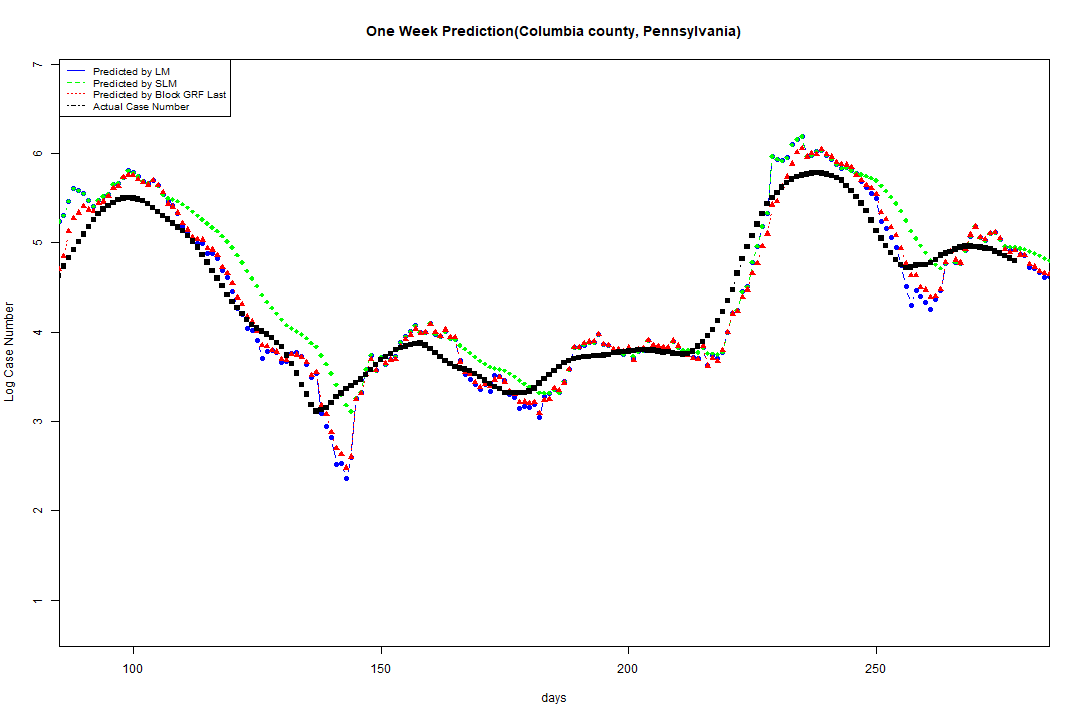 One Week Prediction(Columbia county, Pennsylvania)
Predicted by LM
Predicted by SLM
Predicted by Block GRF Last
Actual Case Number
7
6
5
4
3
2
1
Log Case Number
100 150 200 250
days